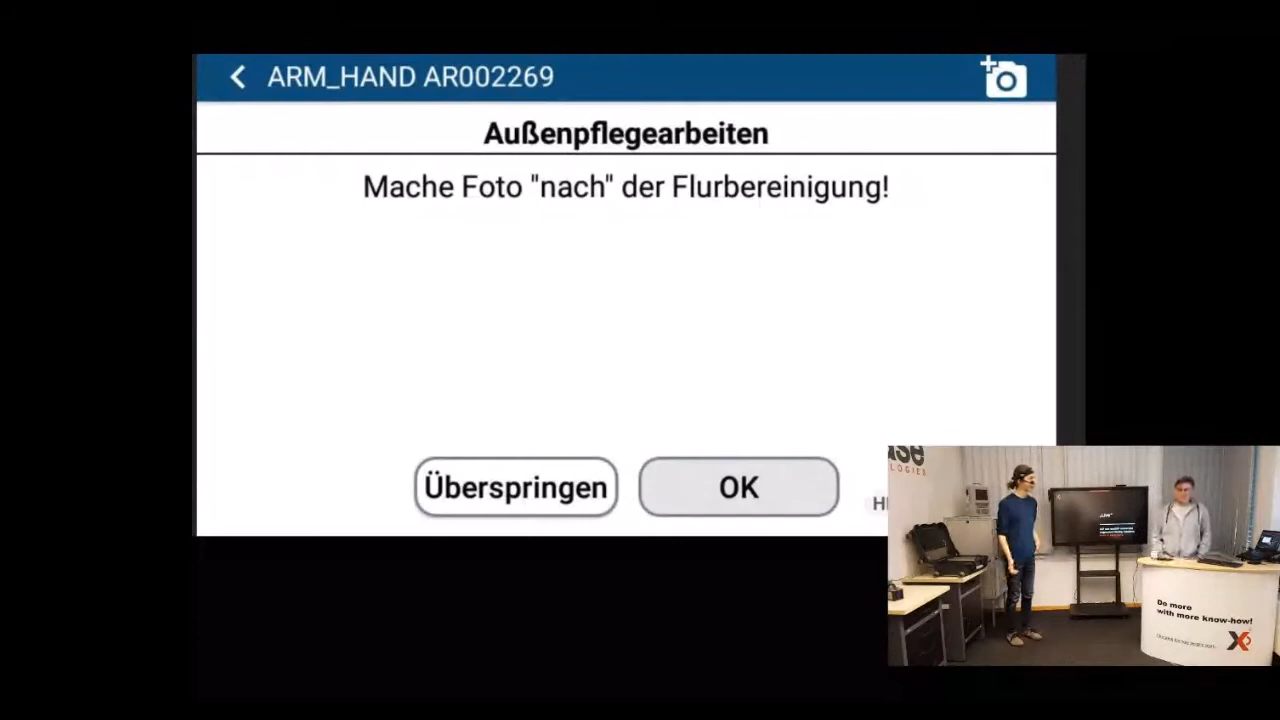 ARM_HAND AR002269
Außenpflegearbeiten
Mache Foto "nach" der Flurbereinigung!
Überspringen
OK
Do more
with more know-how!